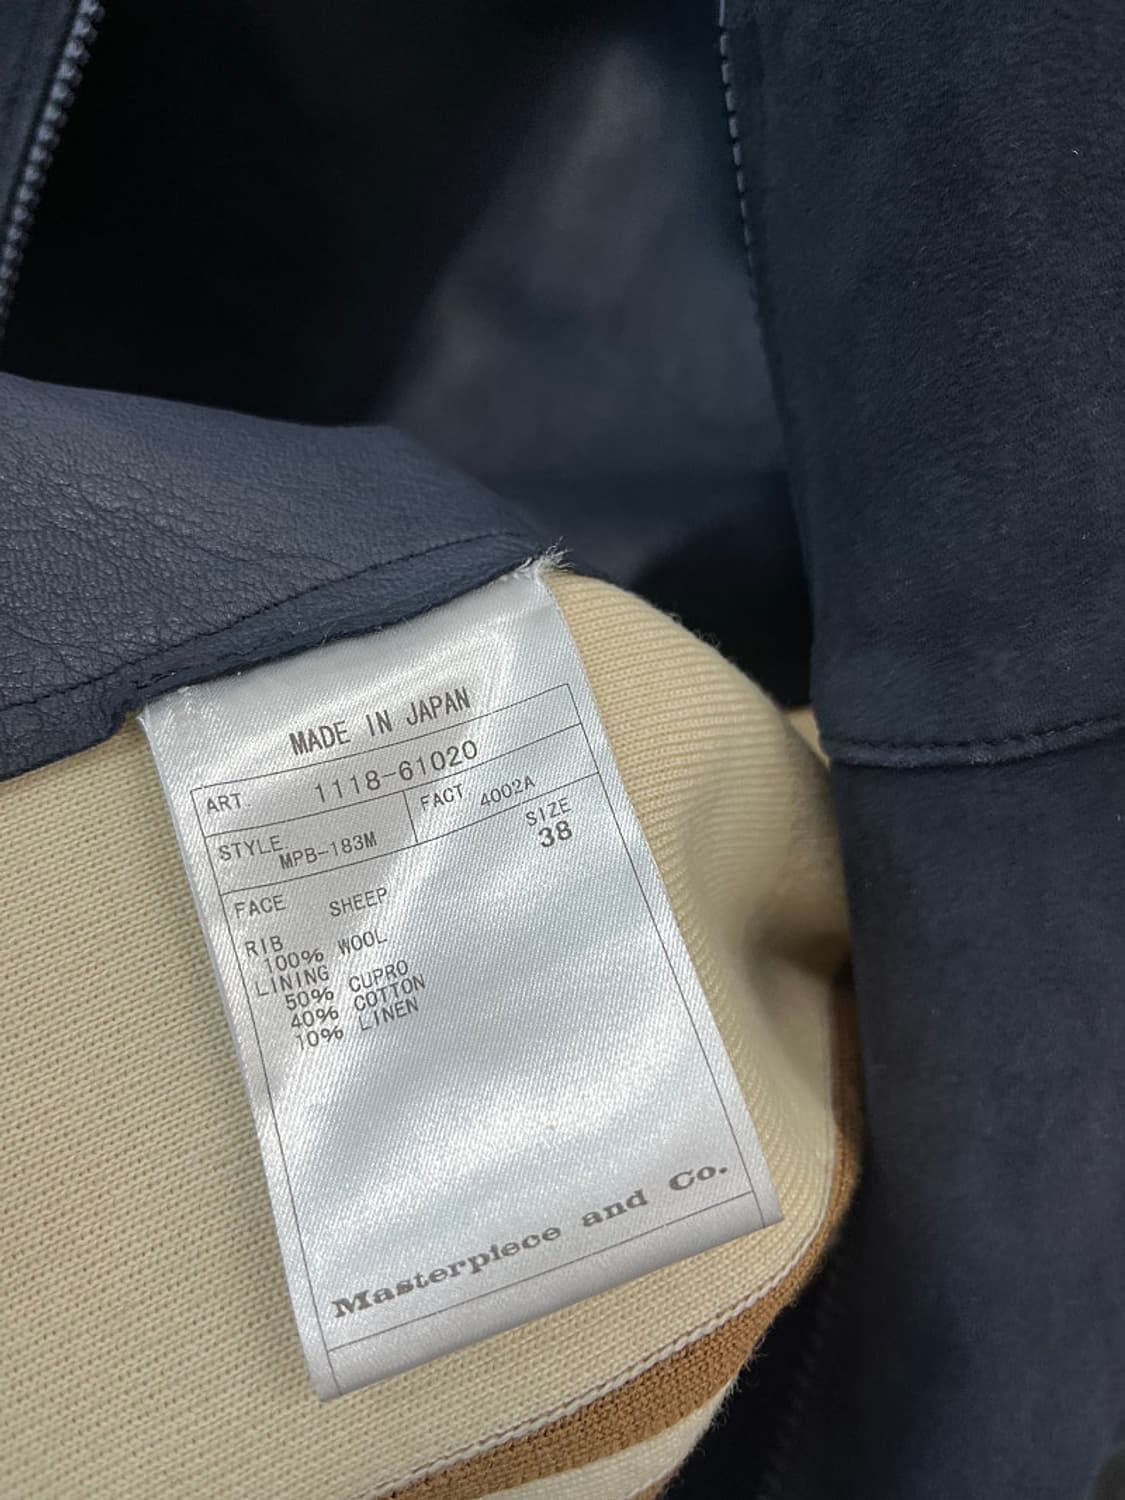 MADE IN JAPAN
ART. 1118-61020
STYLE. MPB-183M FACT 4002A
SIZE
38
FACE SHEEP
RIB
100% WOOL
LINING
50% CUPRO
40% COTTON
10% LINEN
Masterpiece and Co.